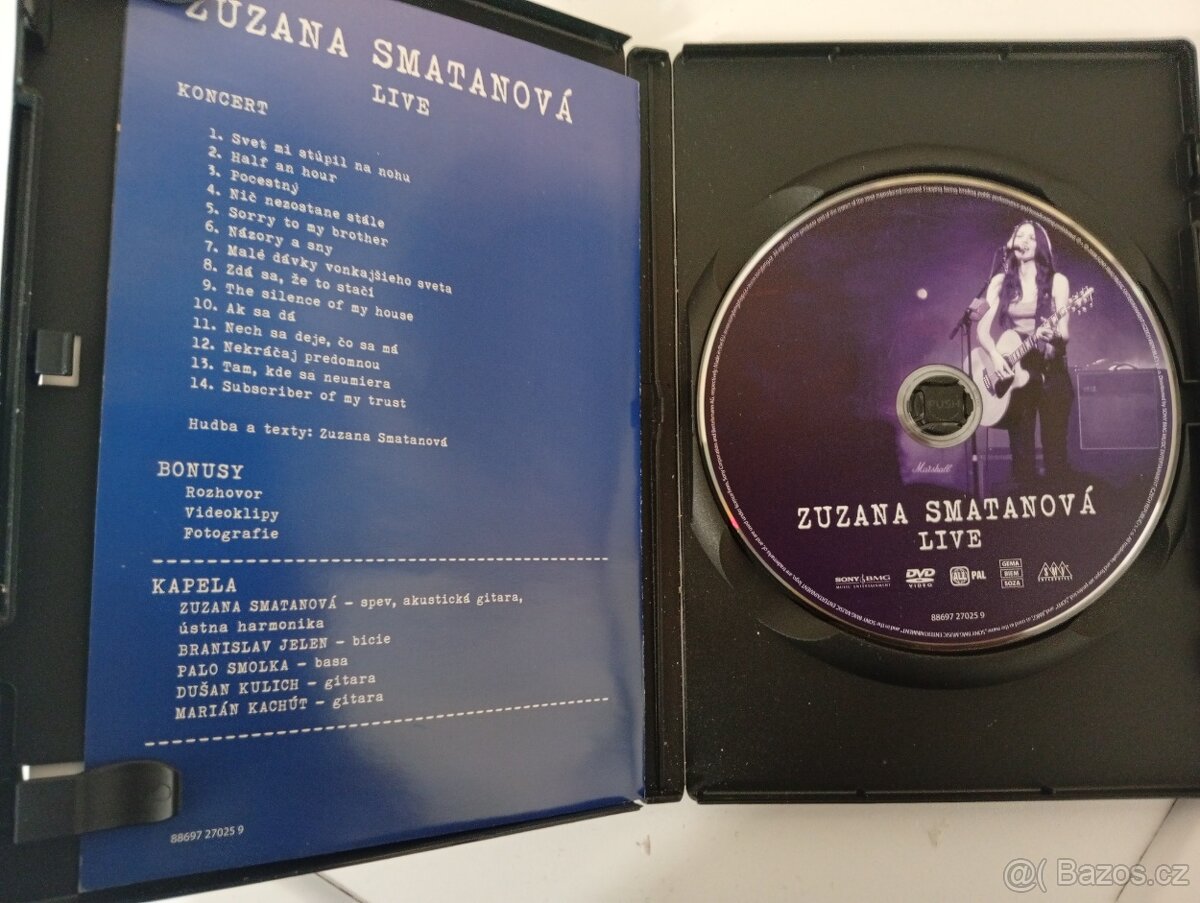 ZUZANA SMATANOVÁ
LIVE
KONCERT
1. Svet mi stúpil na nohu
2. Half an hour
3. Pocestný
4. Nič nezostane stále
5. Sorry to my brother
6. Názory a sny
7. Malé dávky vonkajšieho sveta
8. Zdá sa, že to stačí
9. The silence of my house
10. Ak sa dá
11. Nech sa deje, čo sa má
12. Nekráčaj predomnou
13. Tam, kde sa neumiera
14. Subscriber of my trust
Hudba a texty: Zuzana Smatanová
BONUSY
Rozhovor
Videoklipy
Fotografie
KAPELA
ZUZANA SMATANOVÁ – spev, akustická gitara,
ústna harmonika
BRANISLAV JELEN – bicie
PALO SMOLKA – basa
DUŠAN KULICH – gitara
MARIÁN KACHÚT – gitara
88697 27025 9
PUSH
Marshall
ZUZANA SMATANOVÁ
LIVE
SONY BMG
MUSIC ENTERTAINMENT
DVD
VIDEO
ALL
PAL
GEMA
BIEM
SOZA
88697 27025 9
@( Bazos.cz